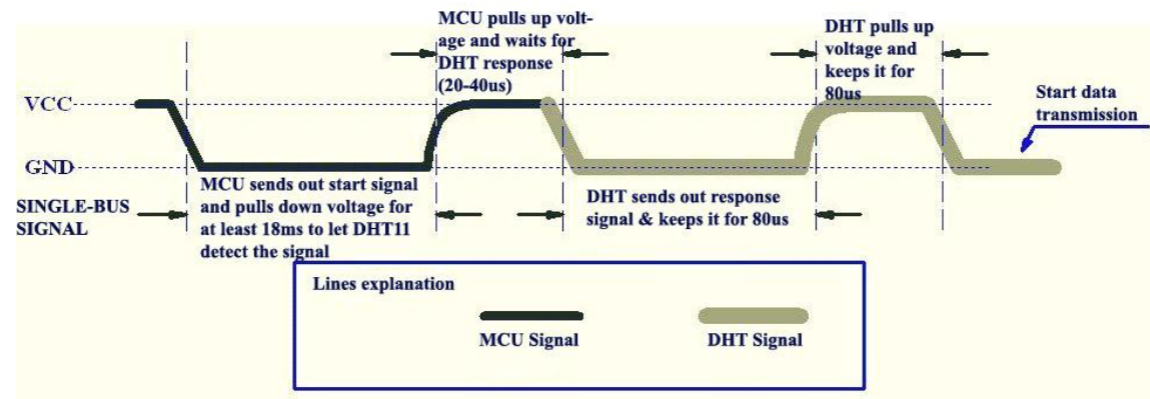 MCU pulls up volt-
age and waits for
DHT response
(20-40us)
DHT pulls up
voltage and
keeps it for
80us
Start data
transmission
VCC
GND
SINGLE-BUS
SIGNAL
MCU sends out start signal
and pulls down voltage for
at least 18ms to let DHT11
detect the signal
DHT sends out response
signal & keeps it for 80us
Lines explanation
MCU Signal
DHT Signal